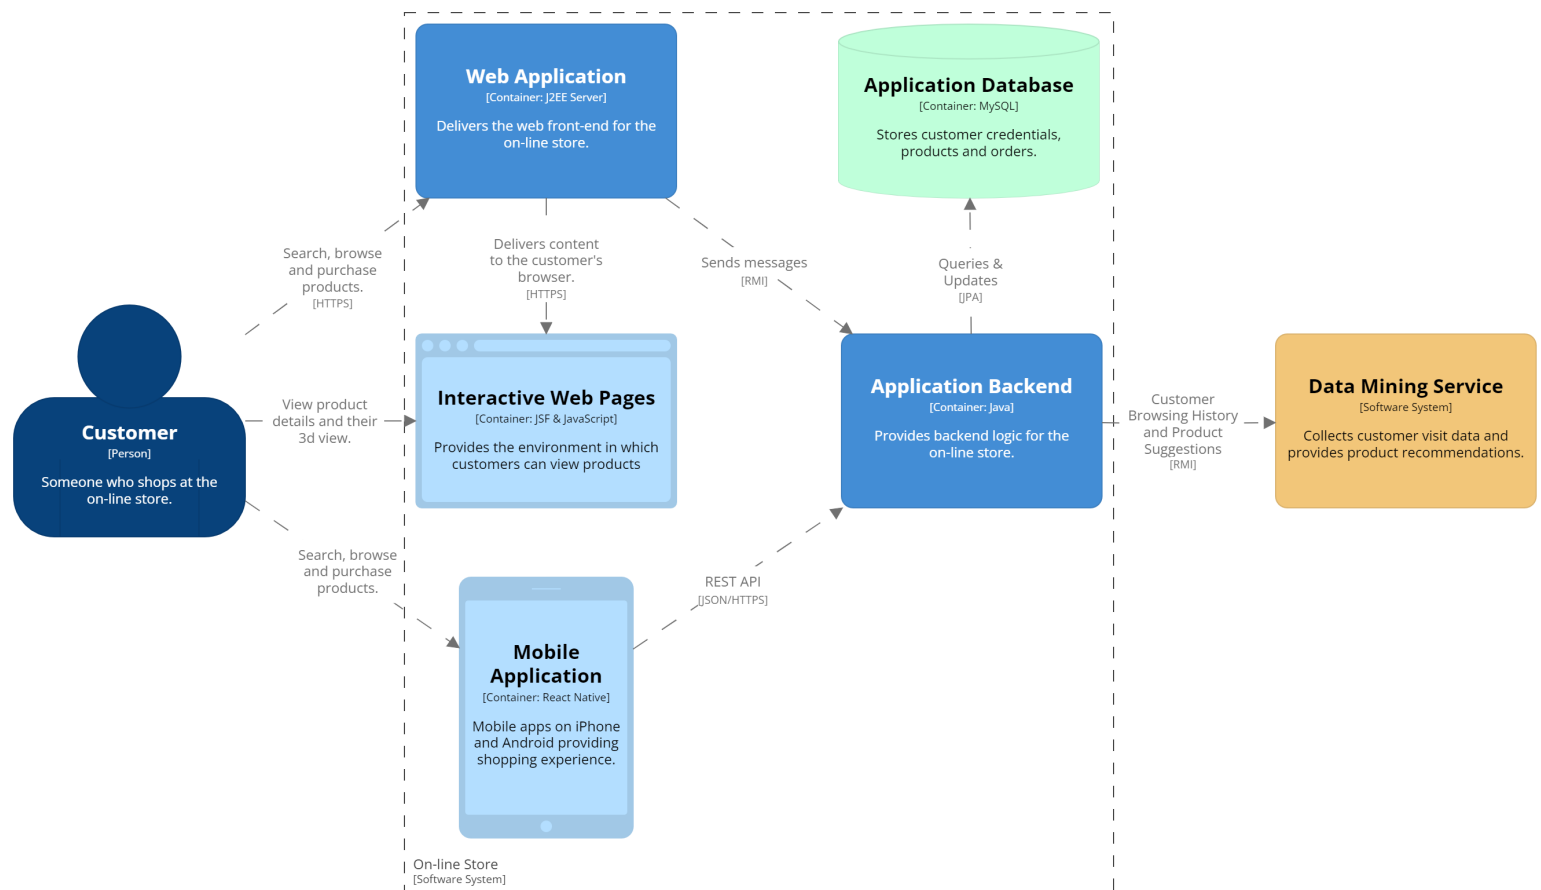 Web Application
[Container: J2EE Server]
Delivers the web front-end for the
on-line store.
Application Database
[Container: MySQL]
Stores customer credentials,
products and orders.
Search, browse
and purchase
products.
[HTTPS]
Delivers content
to the customer's
browser.
[HTTPS]
Sends messages
[RMI]
Queries &
Updates
[JPA]
Customer
[Person]
Someone who shops at the
on-line store.
View product
details and their
3d view.
Interactive Web Pages
[Container: JSF & JavaScript]
Provides the environment in which
customers can view products
Application Backend
[Container: Java]
Provides backend logic for the
on-line store.
Customer
Browsing History
and Product
Suggestions
[RMI]
Data Mining Service
[Software System]
Collects customer visit data and
provides product recommendations.
Search, browse
and purchase
products.
REST API
[JSON/HTTPS]
Mobile
Application
[Container: React Native]
Mobile apps on iPhone
and Android providing
shopping experience.
On-line Store
[Software System]